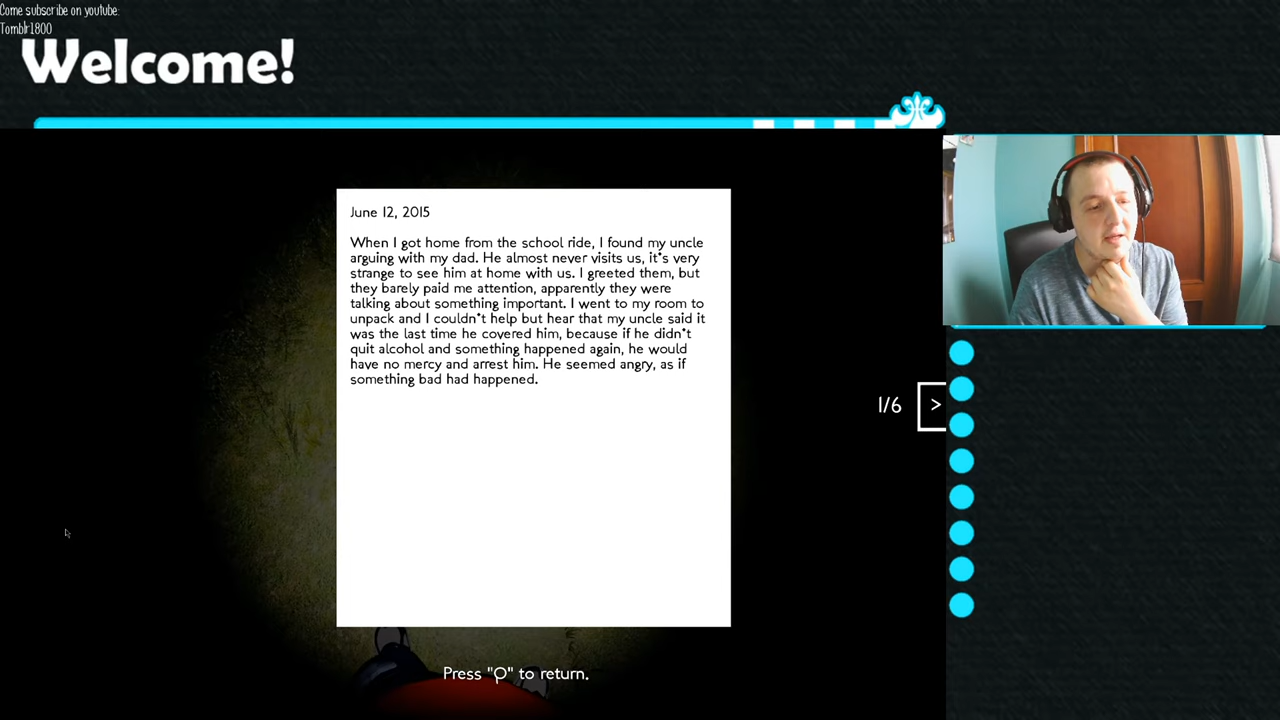 Come subscribe on youtube:
Tomblr1800
Welcome!
June 12, 2015
When I got home from the school ride, I found my uncle
arguing with my dad. He almost never visits us, it's very
strange to see him at home with us. I greeted them, but
they barely paid me attention, apparently they were
talking about something important. I went to my room to
unpack and I couldn't help but hear that my uncle said it
was the last time he covered him, because if he didn't
quit alcohol and something happened again, he would
have no mercy and arrest him. He seemed angry, as if
something bad had happened.
1/6 >
Press "Q" to return.